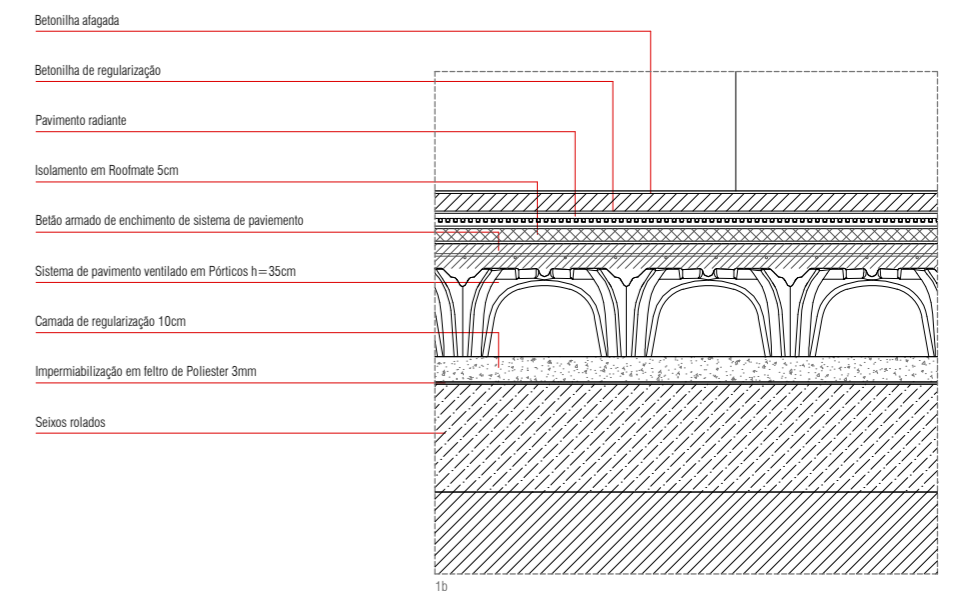 Betonilha afagada
Betonilha de regularização
Pavimento radiante
Isolamento em Roofmate 5cm
Betão armado de enchimento de sistema de paviemento
Sistema de pavimento ventilado em Pórticos h=35cm
Camada de regularização 10cm
Impermiabilização em feltro de Poliester 3mm
Seixos rolados
1b